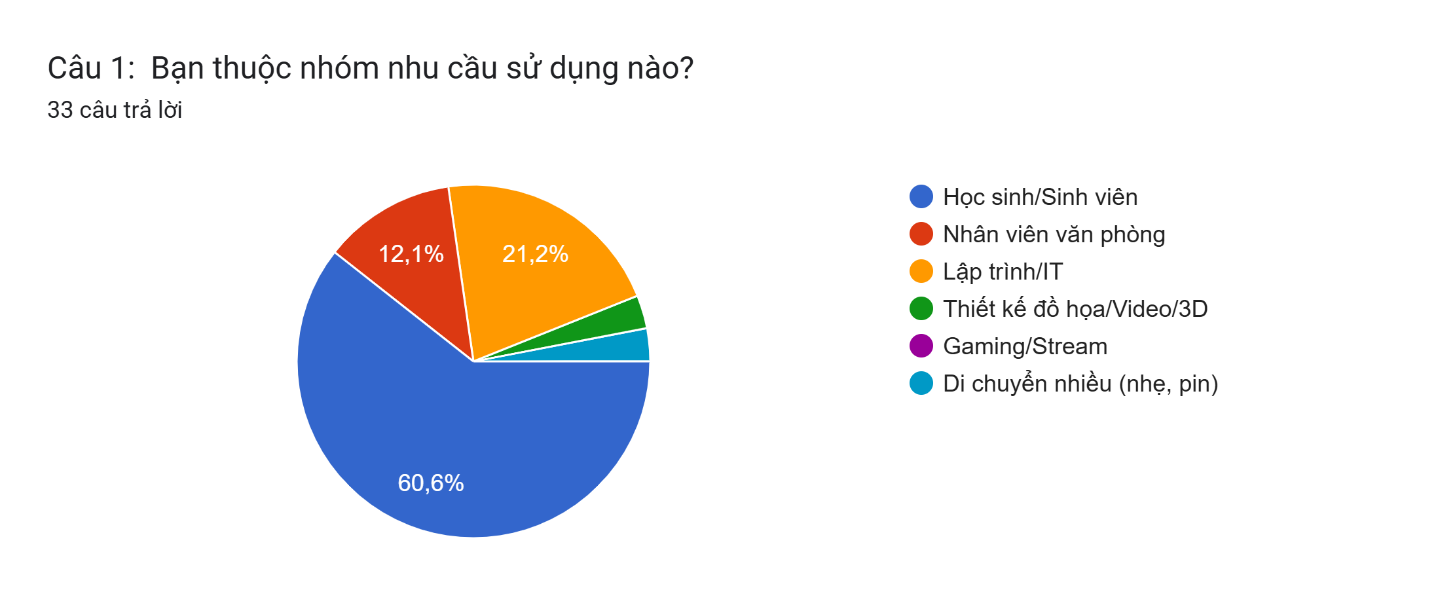 Câu 1:  Bạn thuộc nhóm nhu cầu sử dụng nào?
33 câu trả lời
12,1%
21,2%
60,6%
Học sinh/Sinh viên
Nhân viên văn phòng
Lập trình/IT
Thiết kế đồ họa/Video/3D
Gaming/Stream
Di chuyển nhiều (nhẹ, pin)